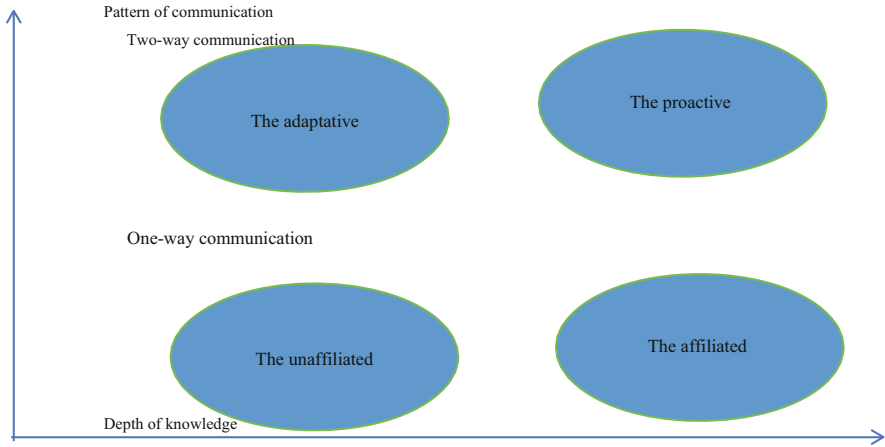 Pattern of communication
Two-way communication
The adaptative
The proactive
One-way communication
The unaffiliated
The affiliated
Depth of knowledge